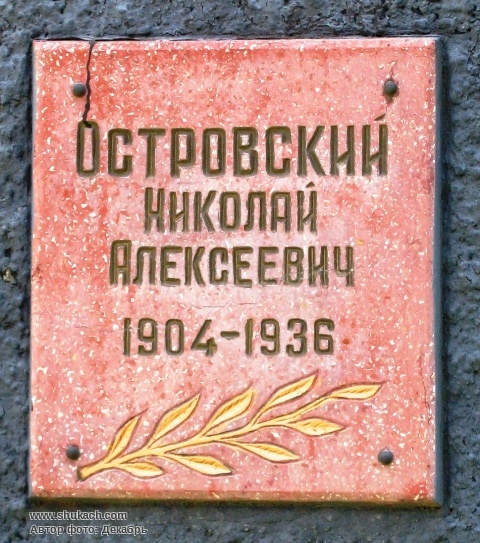 Островский
Николай
Алексеевич
1904-1936
www.shukach.com
Автор фото: Декабрь